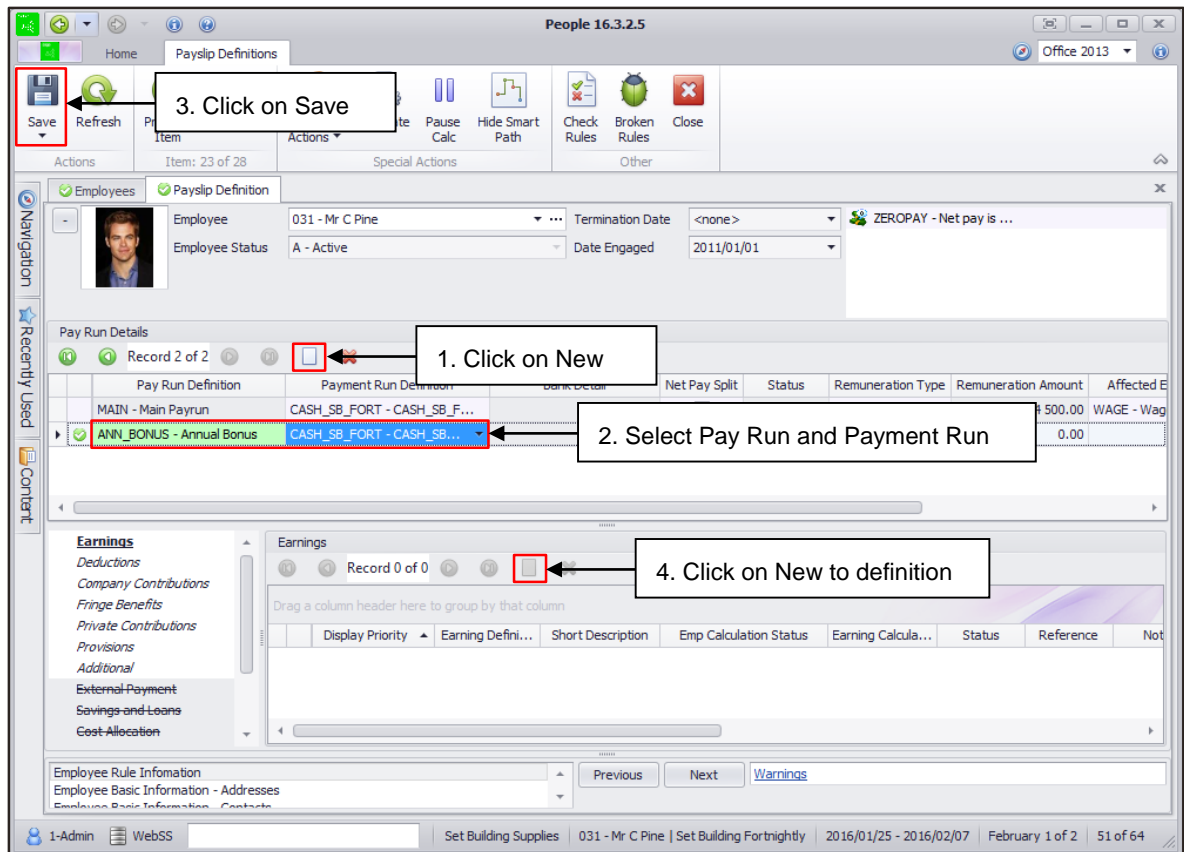 People 16.3.2.5
Home Payslip Definitions Office 2013
3. Click on Save
Save Refresh Item Actions Pause Calc Hide Smart Path Check Rules Broken Rules Close
Actions Item: 23 of 28 Special Actions Other
Navigation
Recently Used
Content
Employees Payslip Definition
- Employee 031 - Mr C Pine Termination Date <none> ZEROPAY - Net pay is ...
Employee Status A - Active Date Engaged 2011/01/01
Pay Run Details
Record 2 of 2
1. Click on New
Pay Run Definition Payment Run Definition Bank Detail Net Pay Split Status Remuneration Type Remuneration Amount Affected E
MAIN - Main Payrun CASH_SB_FORT - CASH_SB_F... 500.00 WAGE - Wag
ANN_BONUS - Annual Bonus CASH_SB_FORT - CASH_SB... 0.00
2. Select Pay Run and Payment Run
Earnings
Deductions
Company Contributions
Fringe Benefits
Private Contributions
Provisions
Additional
External Payment
Savings and Loans
Cost Allocation
Earnings
Record 0 of 0
4. Click on New to definition
Drag a column header here to group by that column
Display Priority Earning Defini... Short Description Emp Calculation Status Earning Calcula... Status Reference Not
Employee Rule Infomation
Employee Basic Information - Addresses
Employee Basic Information - Contacts
Previous Next Warnings
1-Admin WebSS Set Building Supplies 031 - Mr C Pine | Set Building Fortnightly 2016/01/25 - 2016/02/07 February 1 of 2 51 of 64